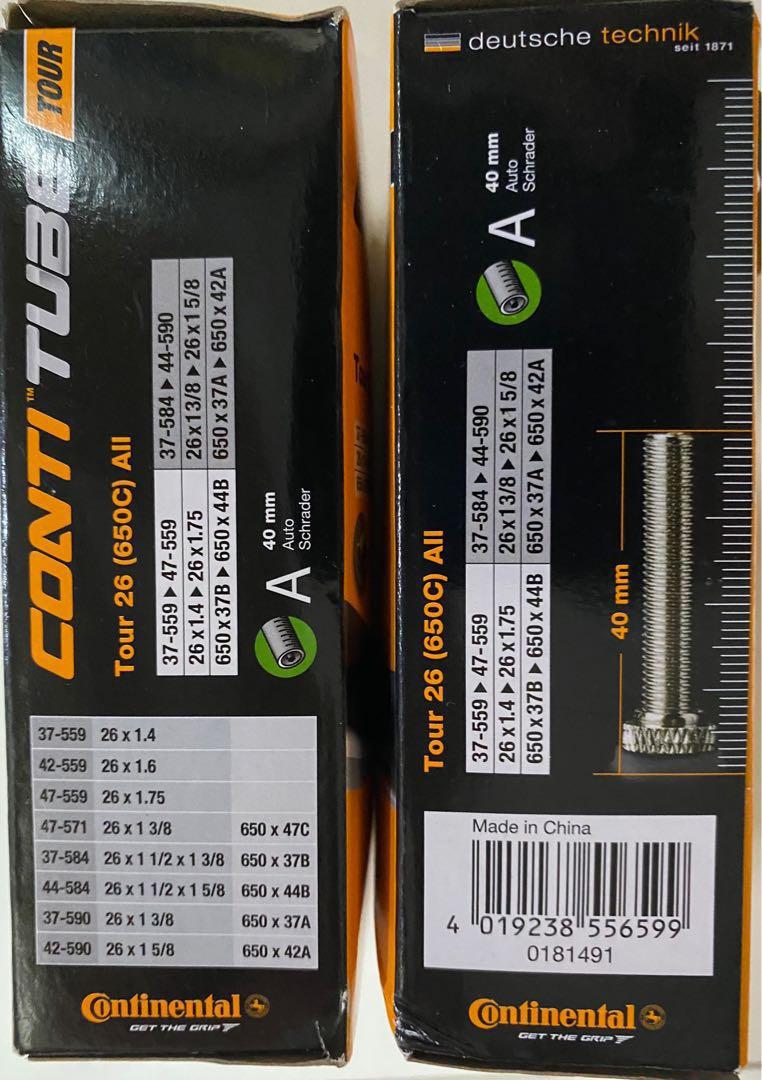 CONTI™ TUBE TOUR
Tour 26 (650C) All
37-559 ▶ 47-559 37-584 ▶ 44-590
26 x 1.4 ▶ 26 x 1.75 26 x 1 3/8 ▶ 26 x 1 5/8
650 x 37B ▶ 650 x 44B 650 x 37A ▶ 650 x 42A
A
40 mm
Auto
Schrader
37-559 26 x 1.4
42-559 26 x 1.6
47-559 26 x 1.75
47-571 26 x 1 3/8 650 x 47C
37-584 26 x 1 1/2 x 1 3/8 650 x 37B
44-584 26 x 1 1/2 x 1 5/8 650 x 44B
37-590 26 x 1 3/8 650 x 37A
42-590 26 x 1 5/8 650 x 42A
Continental
GET THE GRIP
deutsche technik
seit 1871
A
40 mm
Auto
Schrader
Tour 26 (650C) All
37-559 ▶ 47-559 37-584 ▶ 44-590
26 x 1.4 ▶ 26 x 1.75 26 x 1 3/8 ▶ 26 x 1 5/8
650 x 37B ▶ 650 x 44B 650 x 37A ▶ 650 x 42A
40 mm
Made in China
4 019238 556599
0181491
Continental
GET THE GRIP